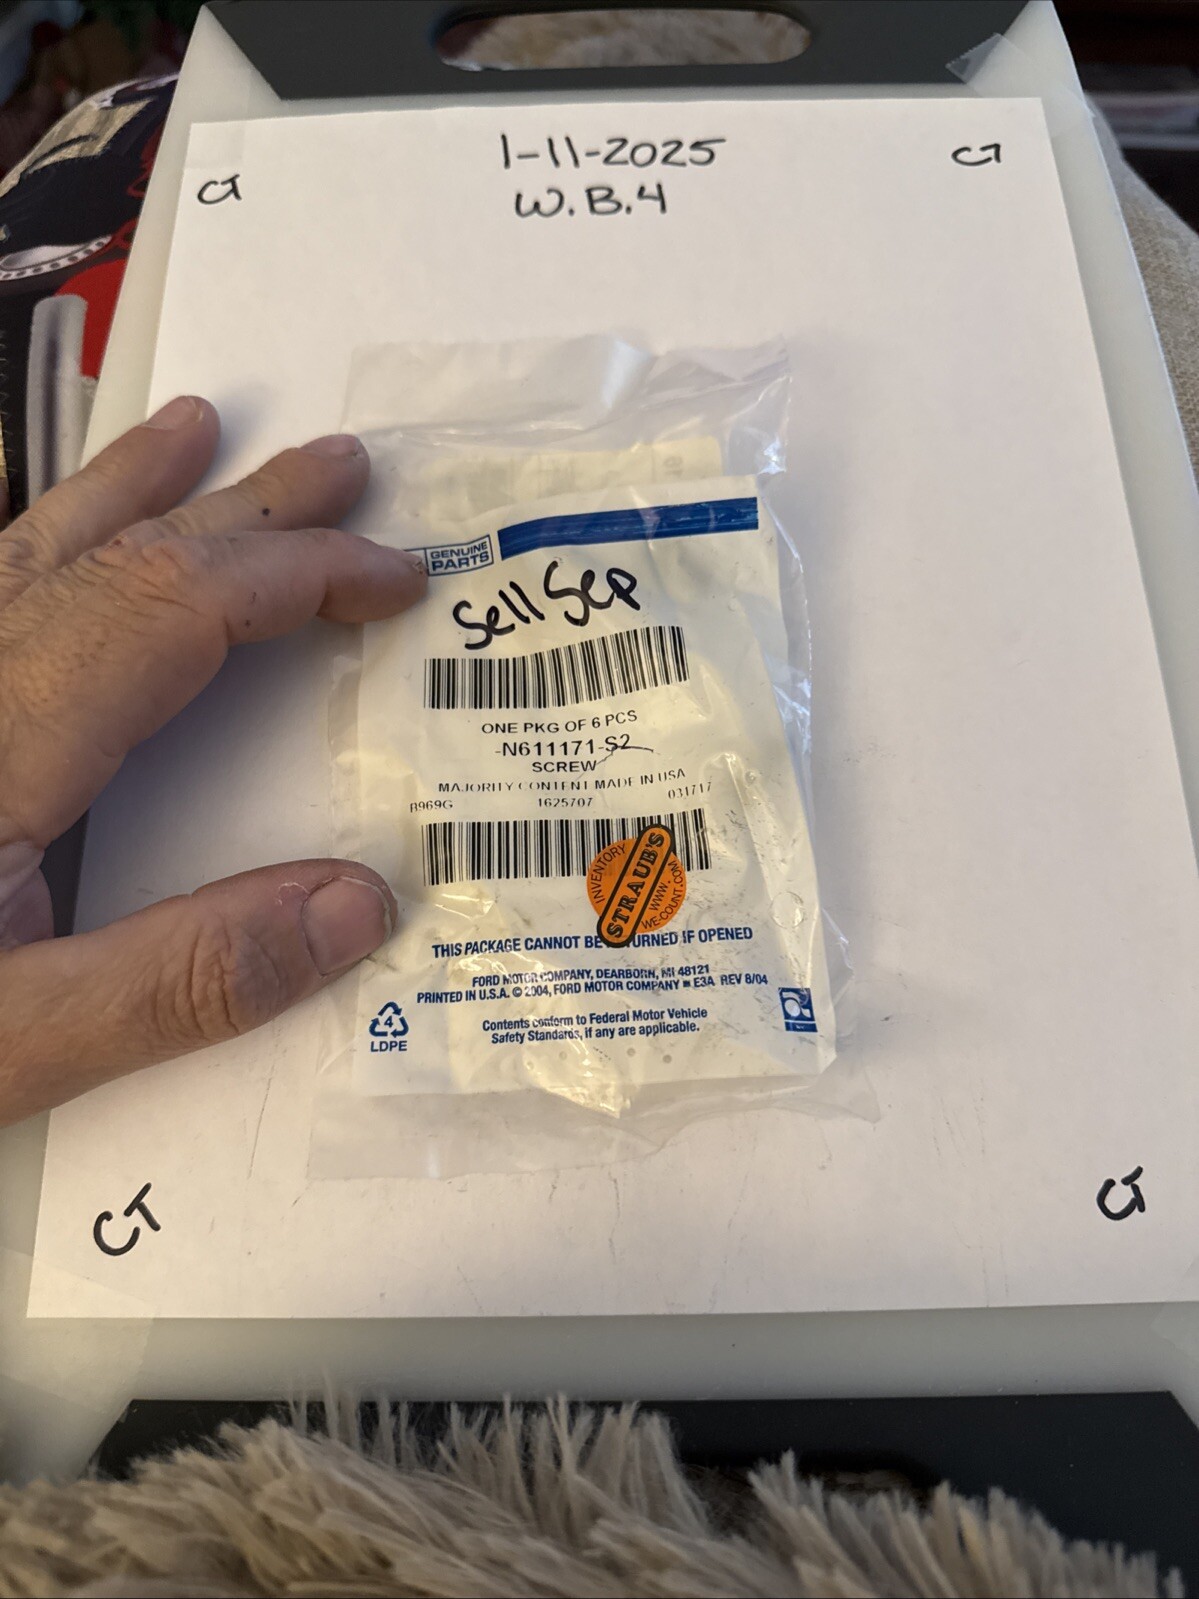 1-11-2025
CT
CT
W.B.4
GENUINE
PARTS
Sell Sep
ONE PKG OF 6 PCS
-N611171-S2
SCREW
MAJORITY CONTENT MADE IN USA
R969G 1625707 031717
INVENTORY
STRAUB'S
WWW.
WE-COUNT.COM
THIS PACKAGE CANNOT BE TURNED IF OPENED
FORD MOTOR COMPANY, DEARBORN, MI 48121
PRINTED IN U.S.A. © 2004, FORD MOTOR COMPANY E3A REV 8/04
4
LDPE
Contents conform to Federal Motor Vehicle
Safety Standards, if any are applicable.
CT
CT